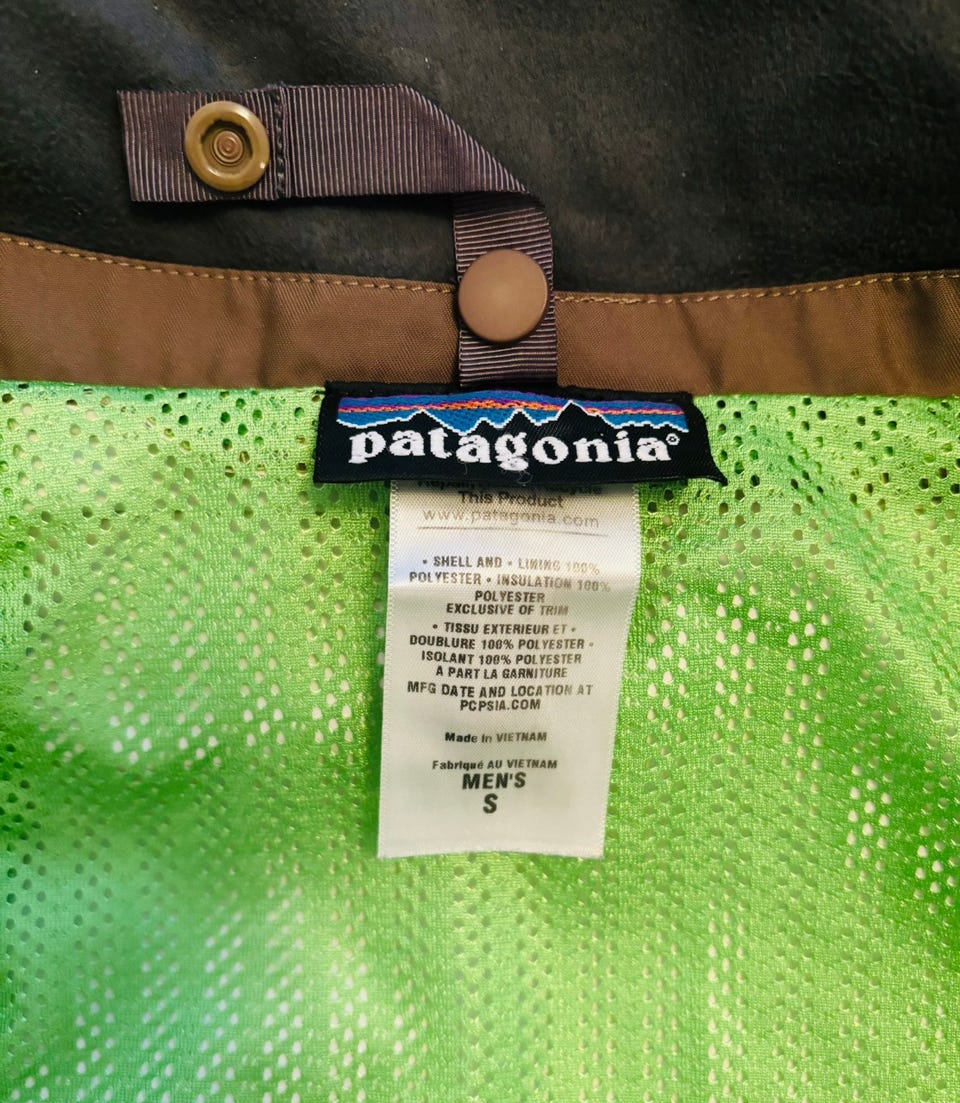 patagonia®
This Product
www.patagonia.com
• SHELL AND • LINING 100%
POLYESTER • INSULATION 100%
POLYESTER
EXCLUSIVE OF TRIM
• TISSU EXTERIEUR ET •
DOUBLURE 100% POLYESTER •
ISOLANT 100% POLYESTER
À PART LA GARNITURE
MFG DATE AND LOCATION AT
PCPSIA.COM
Made in VIETNAM
Fabriqué AU VIETNAM
MEN'S
S